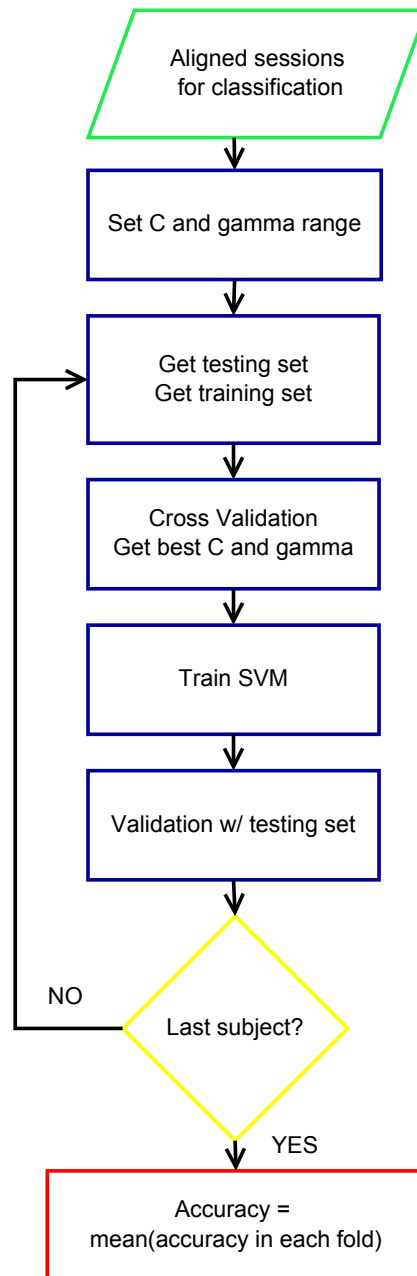 Aligned sessions
for classification
Set C and gamma range
Get testing set
Get training set
Cross Validation
Get best C and gamma
Train SVM
Validation w/ testing set
Last subject?
NO
YES
Accuracy =
mean(accuracy in each fold)